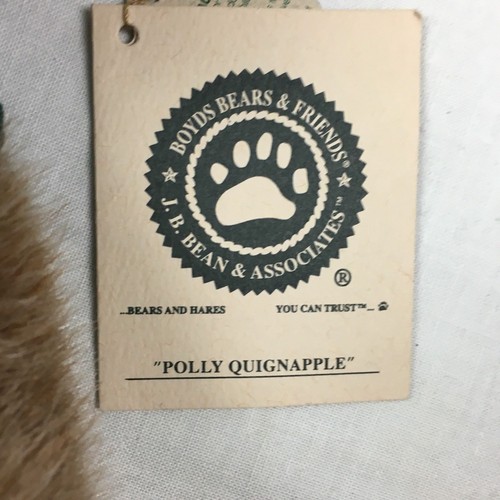 BOYDS BEARS & FRIENDS®
J. B. BEAN & ASSOCIATES™
®
...BEARS AND HARES YOU CAN TRUST™...
"POLLY QUIGNAPPLE"